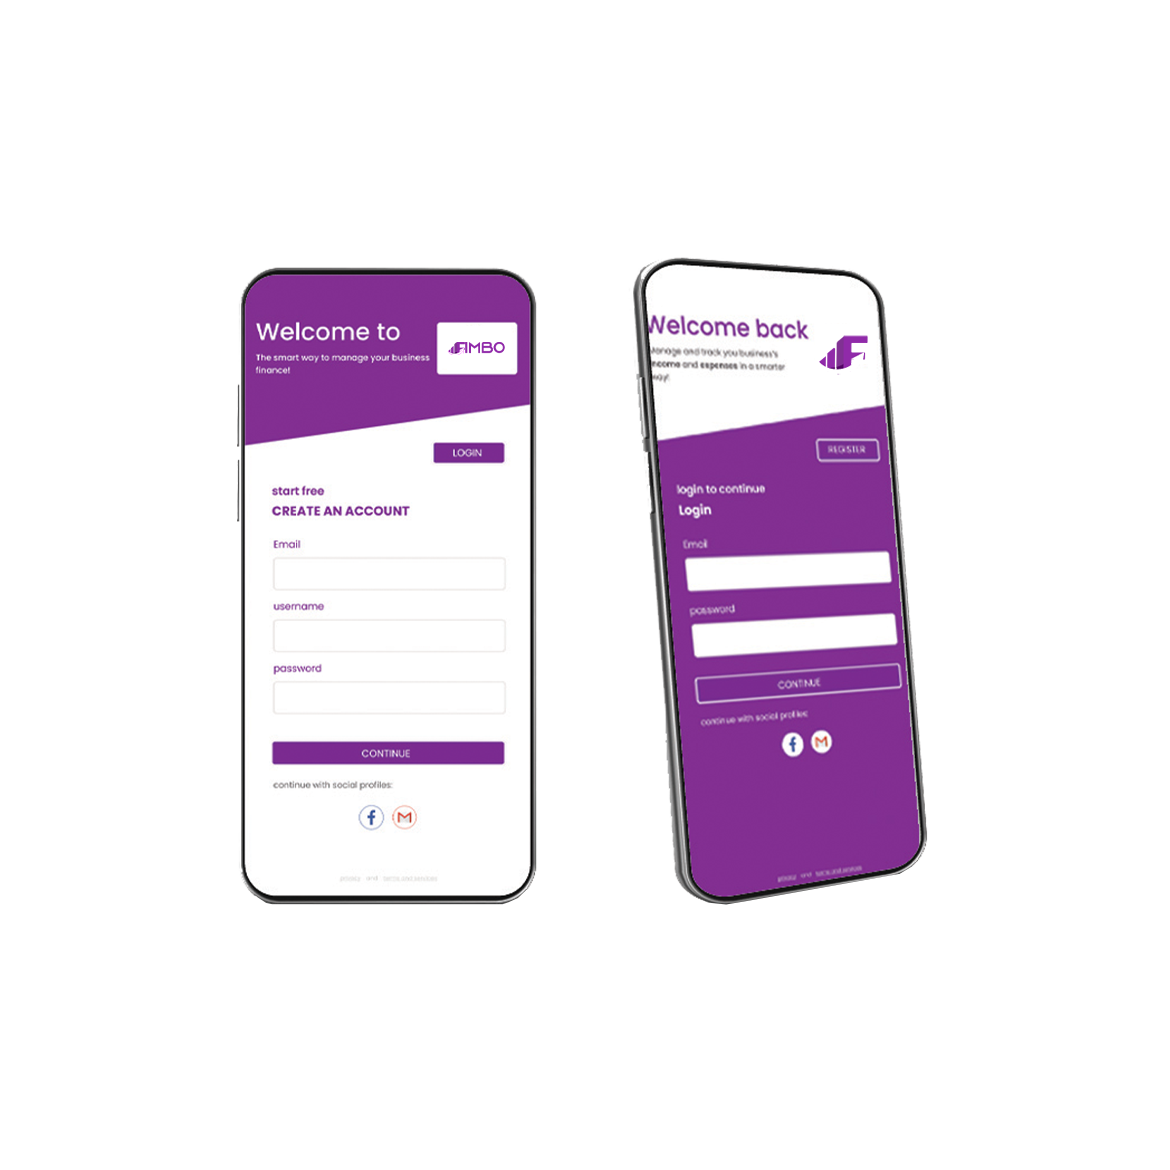 Welcome to
FIMBO
The smart way to manage your business
finance!
LOGIN
start free
CREATE AN ACCOUNT
Email
username
password
CONTINUE
continue with social profiles:
Welcome back
Manage and track you business's
income and expenses in a smarter
way!
F
REGISTER
login to continue
Login
Email
password
CONTINUE
continue with social profiles: